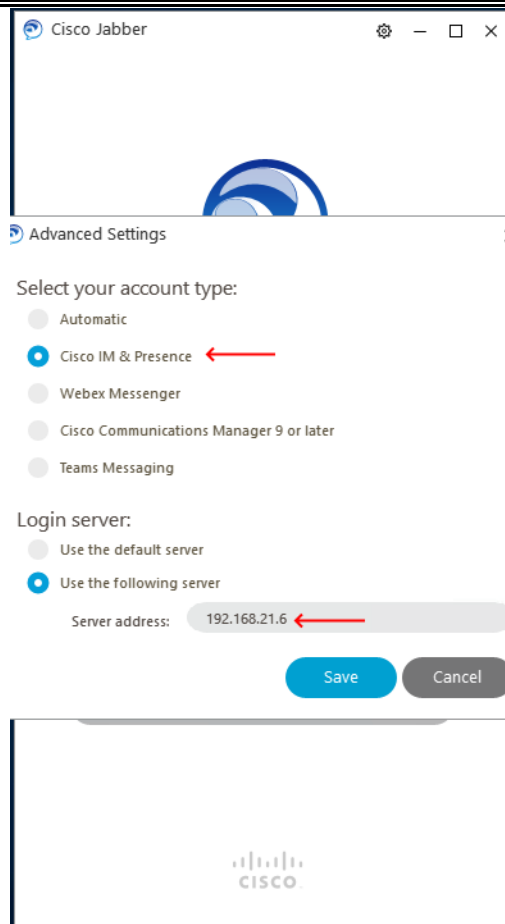 Cisco Jabber
Advanced Settings
Select your account type:
Automatic
Cisco IM & Presence
Webex Messenger
Cisco Communications Manager 9 or later
Teams Messaging
Login server:
Use the default server
Use the following server
Server address: 192.168.21.6
Save Cancel
CISCO